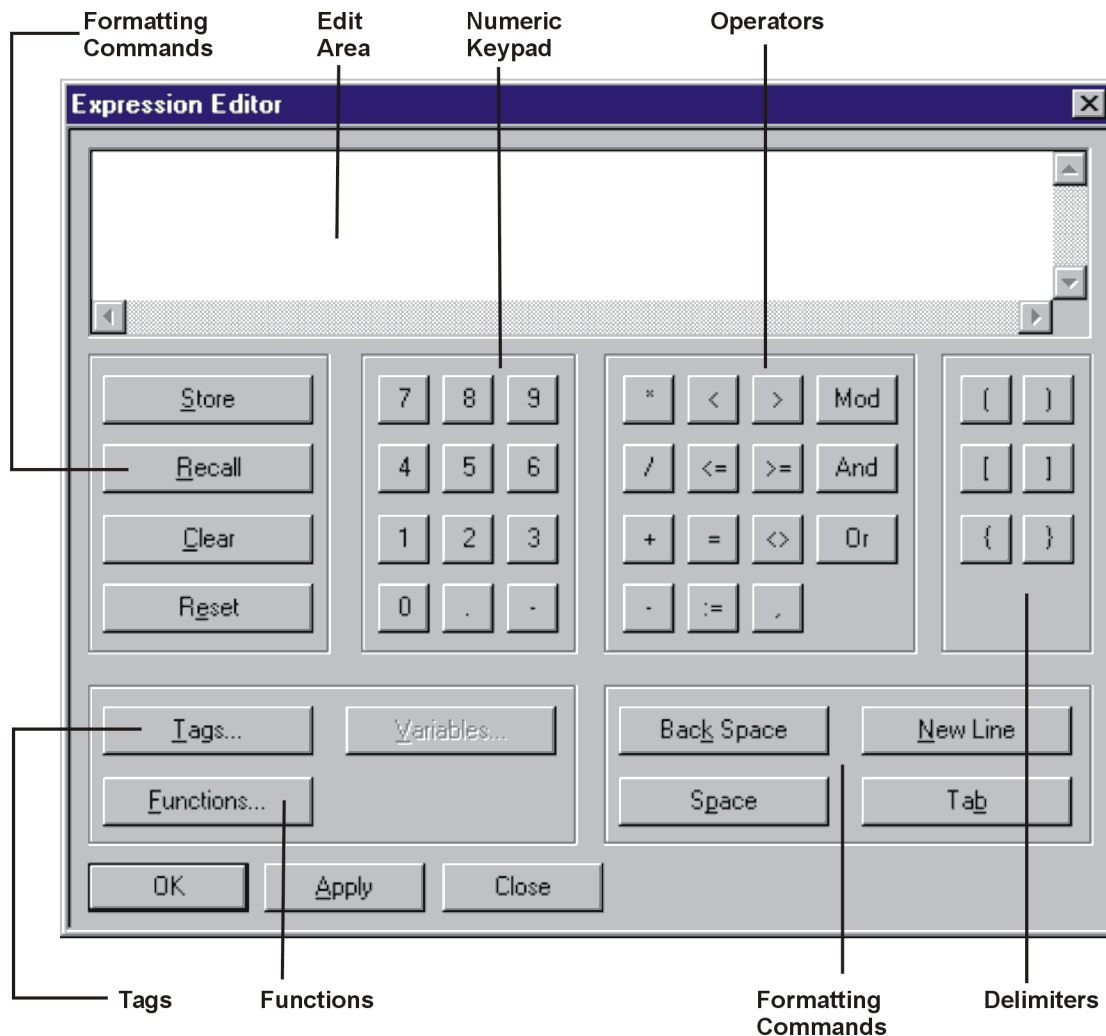 Formatting Commands
Edit Area
Numeric Keypad
Operators
Expression Editor
Store
7 8 9
* < > Mod
( )
Recall
4 5 6
/ <= >= And
[ ]
Clear
1 2 3
+ = <> Or
{ }
Reset
0 . -
- := ,
Tags...
Variables...
Back Space
New Line
Functions...
Space
Tab
OK
Apply
Close
Tags
Functions
Formatting Commands
Delimiters